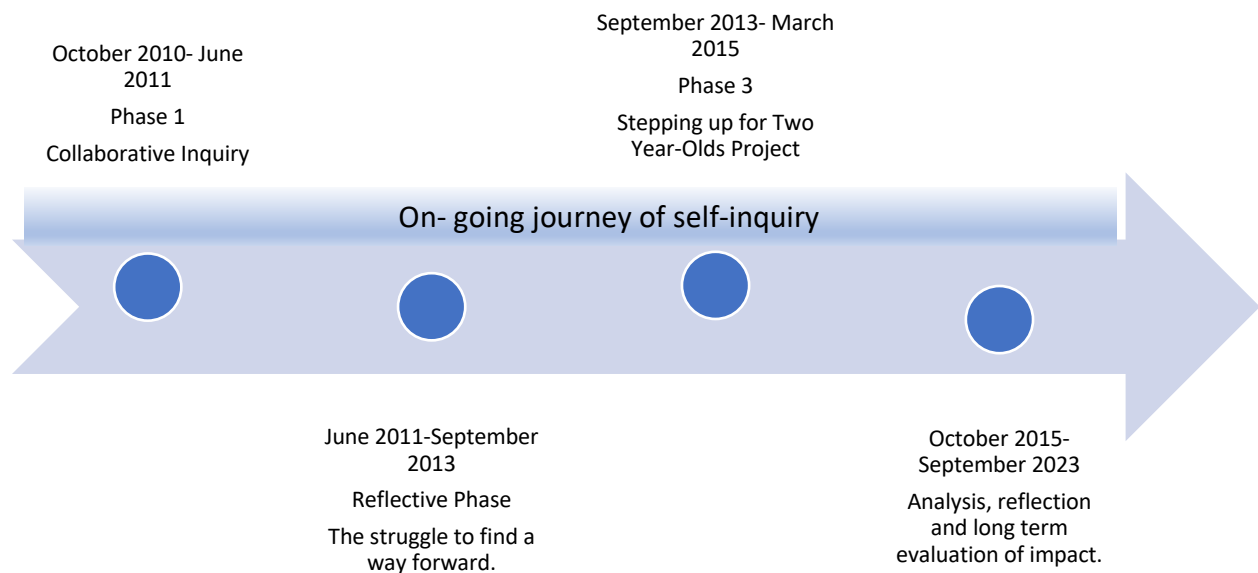 October 2010- June
2011
Phase 1
Collaborative Inquiry
September 2013- March
2015
Phase 3
Stepping up for Two
Year-Olds Project
On- going journey of self-inquiry
June 2011-September
2013
Reflective Phase
The struggle to find a
way forward.
October 2015-
September 2023
Analysis, reflection
and long term
evaluation of impact.